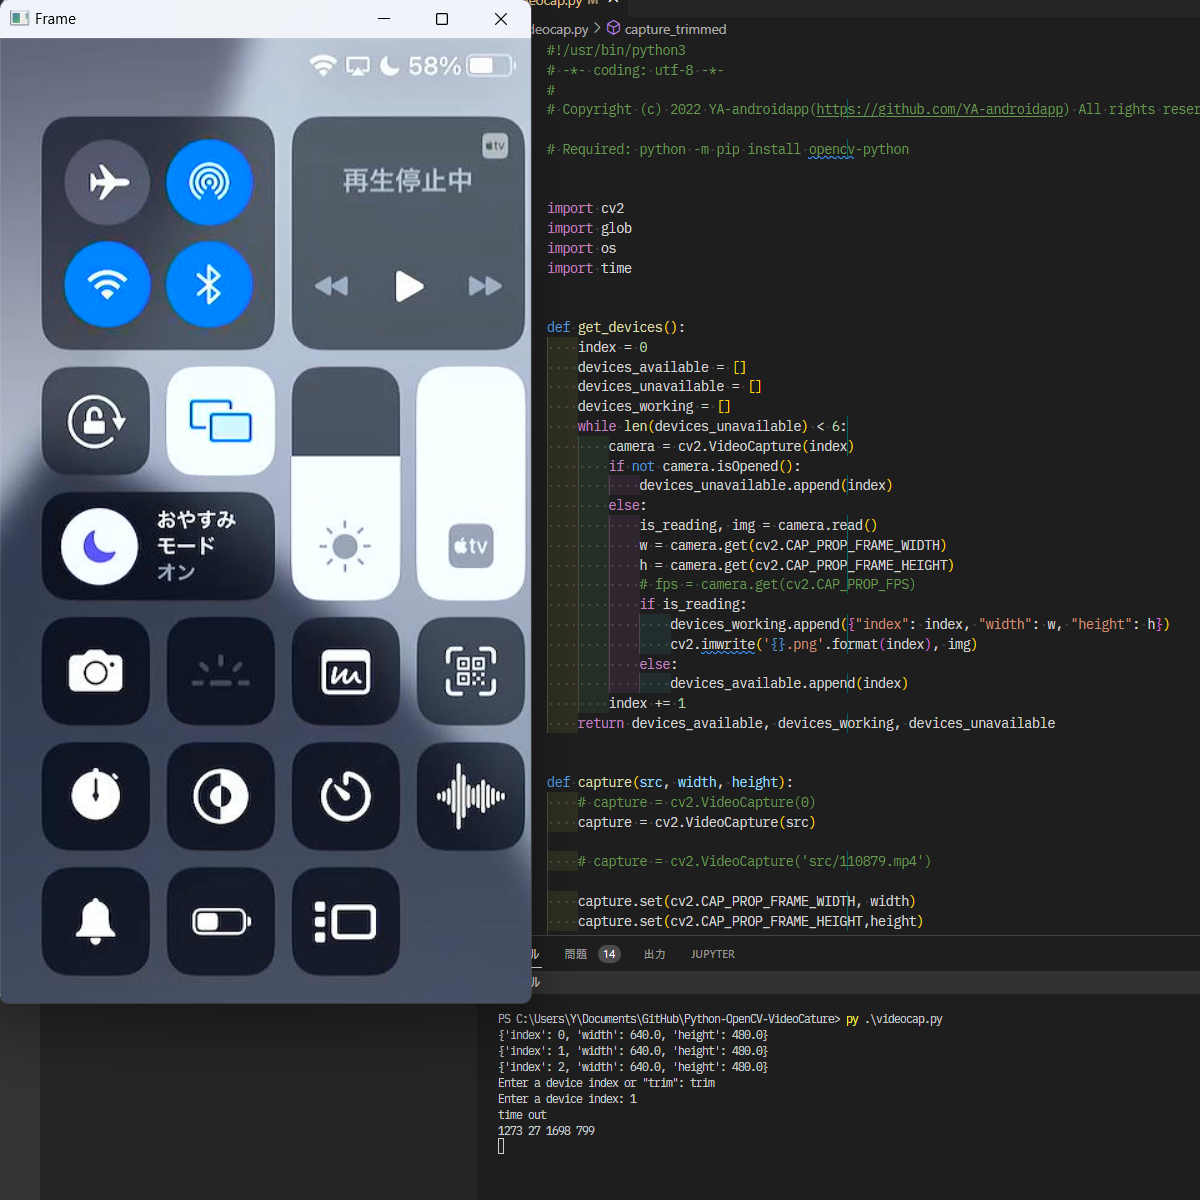 Frame
58%
tv
再生停止中
おやすみ
モード
オン
tv
videocap.py M
videocap.py > capture_trimmed
#!/usr/bin/python3
# -*- coding: utf-8 -*-
#
# Copyright (c) 2022 YA-androidapp(https://github.com/YA-androidapp) All rights
# Required: python -m pip install opencv-python
import cv2
import glob
import os
import time
def get_devices():
index = 0
devices_available = []
devices_unavailable = []
devices_working = []
while len(devices_unavailable) < 6:
camera = cv2.VideoCapture(index)
if not camera.isOpened():
devices_unavailable.append(index)
else:
is_reading, img = camera.read()
w = camera.get(cv2.CAP_PROP_FRAME_WIDTH)
h = camera.get(cv2.CAP_PROP_FRAME_HEIGHT)
# fps = camera.get(cv2.CAP_PROP_FPS)
if is_reading:
devices_working.append({"index": index, "width": w, "height": h})
cv2.imwrite('{}.png'.format(index), img)
else:
devices_available.append(index)
index += 1
return devices_available, devices_working, devices_unavailable
def capture(src, width, height):
# capture = cv2.VideoCapture(0)
capture = cv2.VideoCapture(src)
# capture = cv2.VideoCapture('src/110879.mp4')
capture.set(cv2.CAP_PROP_FRAME_WIDTH, width)
capture.set(cv2.CAP_PROP_FRAME_HEIGHT,height)
ル 問題 14 出力 JUPYTER
ル
PS C:\Users\Y\Documents\GitHub\Python-OpenCV-VideoCature> py .\videocap.py
{'index': 0, 'width': 640.0, 'height': 480.0}
{'index': 1, 'width': 640.0, 'height': 480.0}
{'index': 2, 'width': 640.0, 'height': 480.0}
Enter a device index or "trim": trim
Enter a device index: 1
time out
1273 27 1698 799